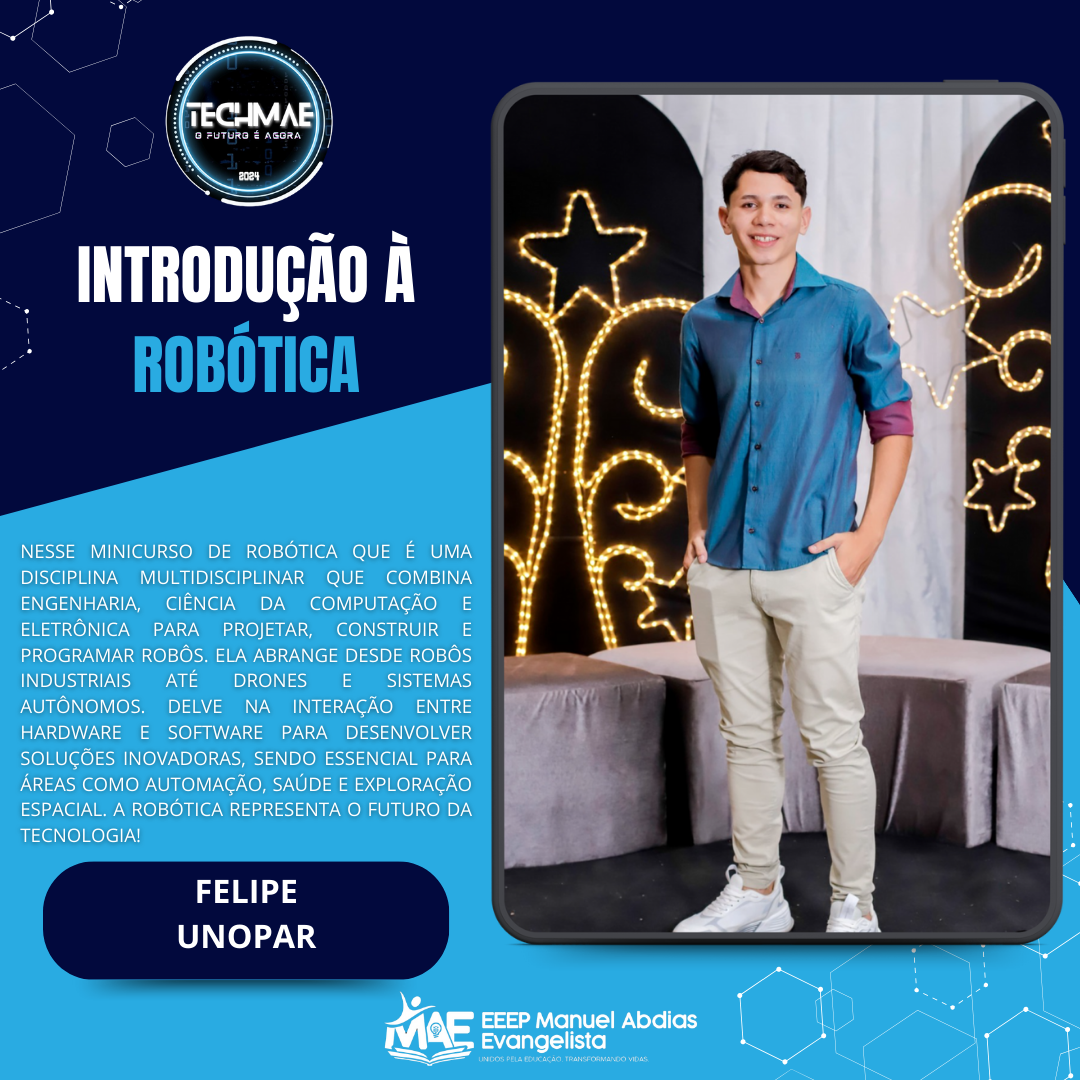 TECHMAE
O FUTURO É AGORA
2024
INTRODUÇÃO À
ROBÓTICA
NESSE MINICURSO DE ROBÓTICA QUE É UMA
DISCIPLINA MULTIDISCIPLINAR QUE COMBINA
ENGENHARIA, CIÊNCIA DA COMPUTAÇÃO E
ELETRÔNICA PARA PROJETAR, CONSTRUIR E
PROGRAMAR ROBÔS. ELA ABRANGE DESDE ROBÔS
INDUSTRIAIS ATÉ DRONES E SISTEMAS
AUTÔNOMOS. DELVE NA INTERAÇÃO ENTRE
HARDWARE E SOFTWARE PARA DESENVOLVER
SOLUÇÕES INOVADORAS, SENDO ESSENCIAL PARA
ÁREAS COMO AUTOMAÇÃO, SAÚDE E EXPLORAÇÃO
ESPACIAL. A ROBÓTICA REPRESENTA O FUTURO DA
TECNOLOGIA!
FELIPE
UNOPAR
MAE
EEEP Manuel Abdias
Evangelista
UNIDOS PELA EDUCAÇÃO, TRANSFORMANDO VIDAS.